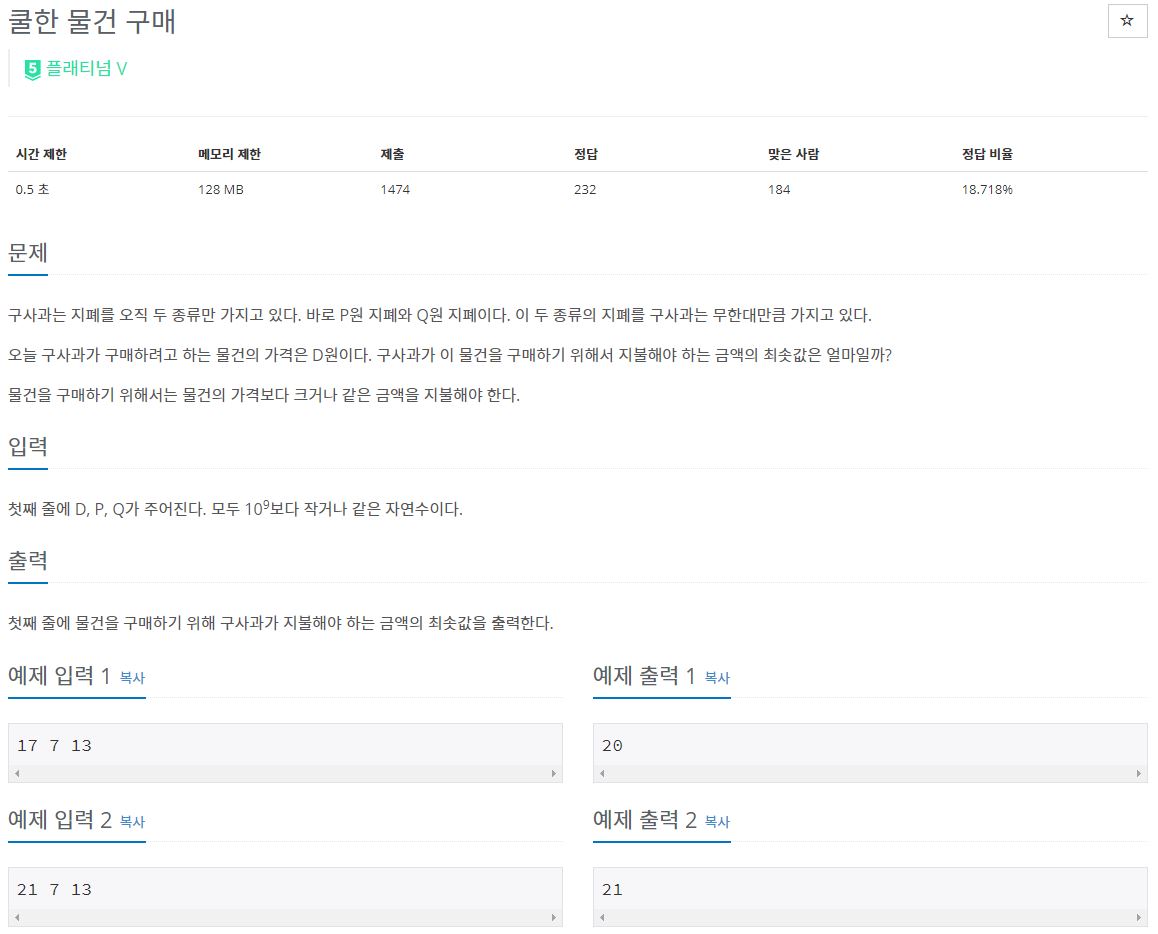 쿨한 물건 구매
☆
5 플래티넘 V
시간 제한 메모리 제한 제출 정답 맞은 사람 정답 비율
0.5 초 128 MB 1474 232 184 18.718%
문제
구사과는 지폐를 오직 두 종류만 가지고 있다. 바로 P원 지폐와 Q원 지폐이다. 이 두 종류의 지폐를 구사과는 무한대만큼 가지고 있다.
오늘 구사과가 구매하려고 하는 물건의 가격은 D원이다. 구사과가 이 물건을 구매하기 위해서 지불해야 하는 금액의 최솟값은 얼마일까?
물건을 구매하기 위해서는 물건의 가격보다 크거나 같은 금액을 지불해야 한다.
입력
첫째 줄에 D, P, Q가 주어진다. 모두 10⁹보다 작거나 같은 자연수이다.
출력
첫째 줄에 물건을 구매하기 위해 구사과가 지불해야 하는 금액의 최솟값을 출력한다.
예제 입력 1 복사
17 7 13
예제 출력 1 복사
20
예제 입력 2 복사
21 7 13
예제 출력 2 복사
21